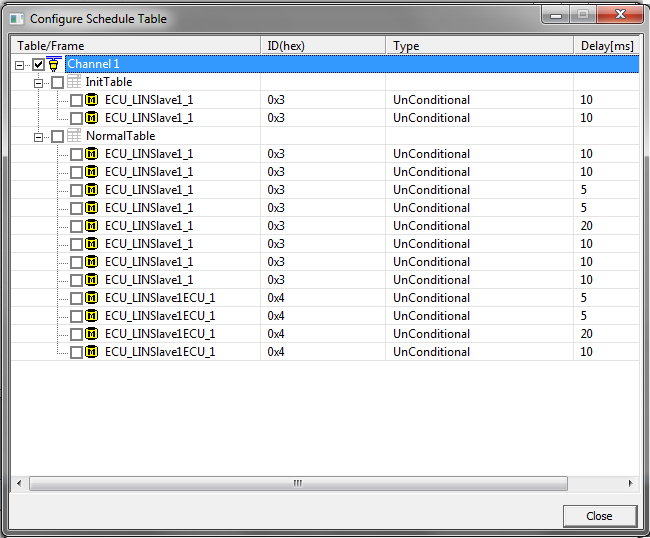 Configure Schedule Table
Table/Frame ID(hex) Type Delay[ms]
Channel 1
InitTable
M ECU_LINSlave1_1 0x3 UnConditional 10
M ECU_LINSlave1_1 0x3 UnConditional 10
NormalTable
M ECU_LINSlave1_1 0x3 UnConditional 10
M ECU_LINSlave1_1 0x3 UnConditional 10
M ECU_LINSlave1_1 0x3 UnConditional 5
M ECU_LINSlave1_1 0x3 UnConditional 5
M ECU_LINSlave1_1 0x3 UnConditional 20
M ECU_LINSlave1_1 0x3 UnConditional 10
M ECU_LINSlave1_1 0x3 UnConditional 10
M ECU_LINSlave1_1 0x3 UnConditional 10
M ECU_LINSlave1ECU_1 0x4 UnConditional 5
M ECU_LINSlave1ECU_1 0x4 UnConditional 5
M ECU_LINSlave1ECU_1 0x4 UnConditional 20
M ECU_LINSlave1ECU_1 0x4 UnConditional 10
Close